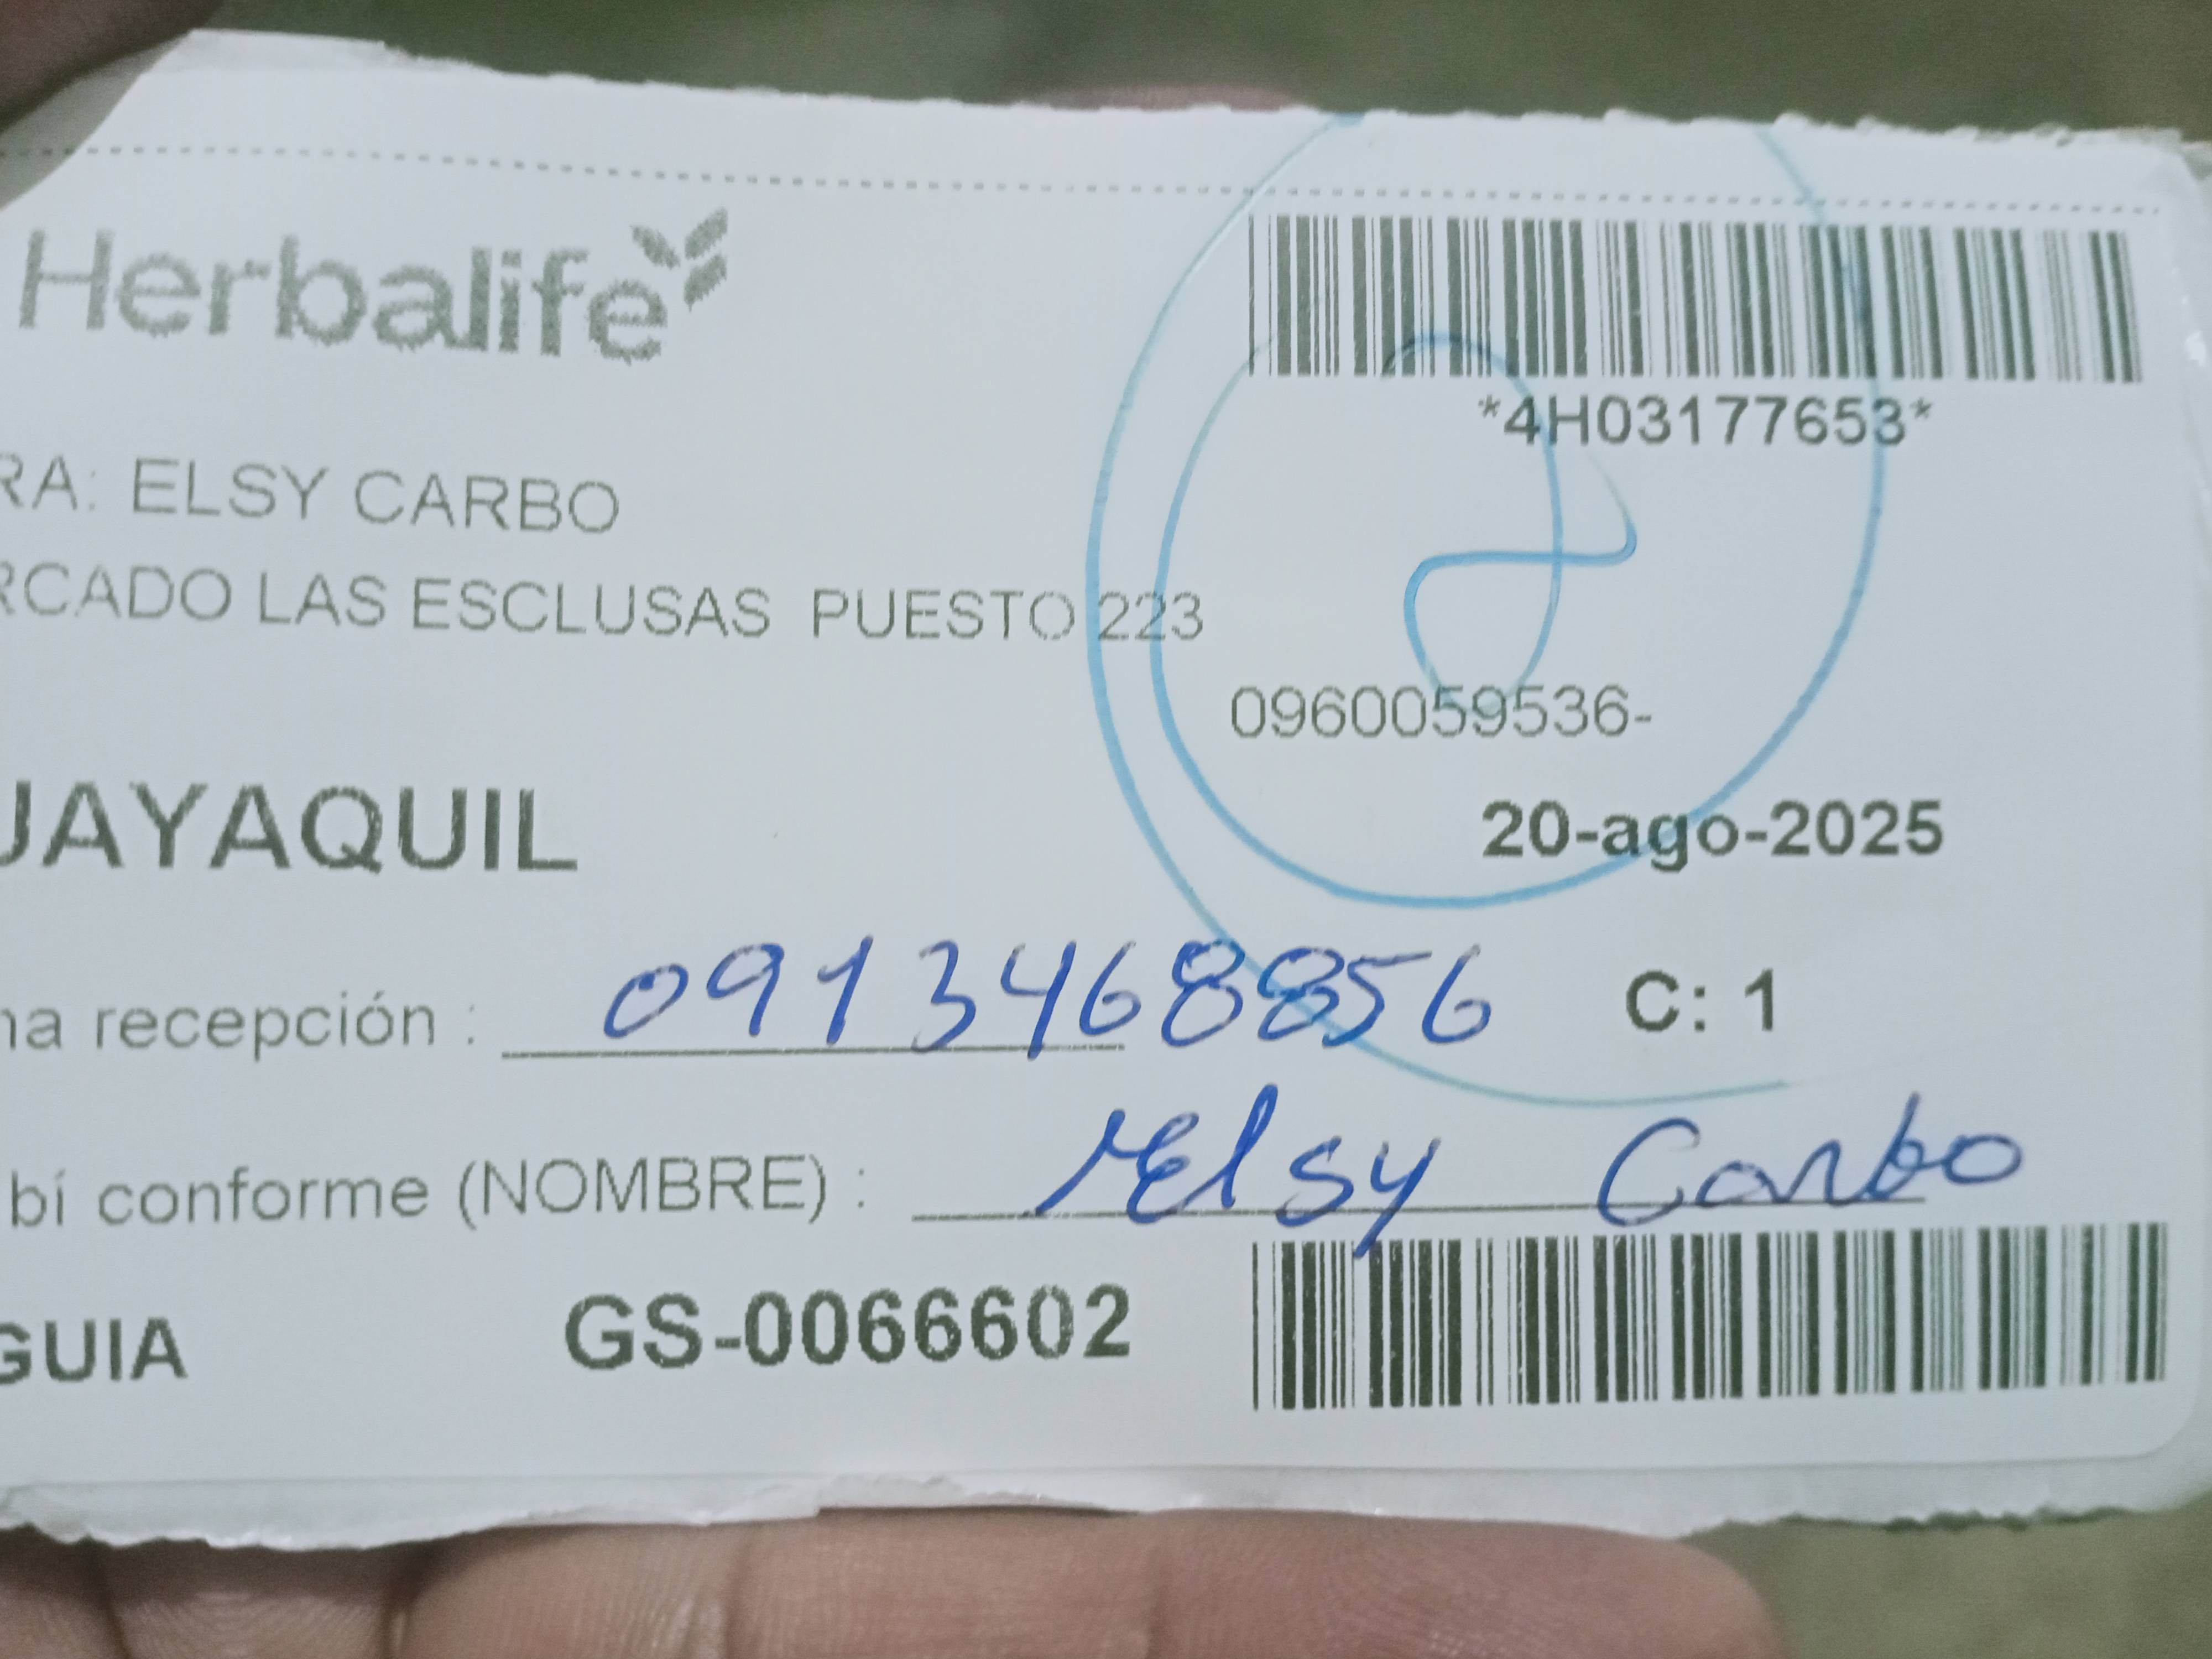 Herbalife
*4H03177653*
RA: ELSY CARBO
RCADO LAS ESCLUSAS PUESTO 223
0960059536-
UAYAQUIL
20-ago-2025
na recepción : 0913468856 C: 1
bí conforme (NOMBRE) : Elsy Carbo
GUIA GS-0066602